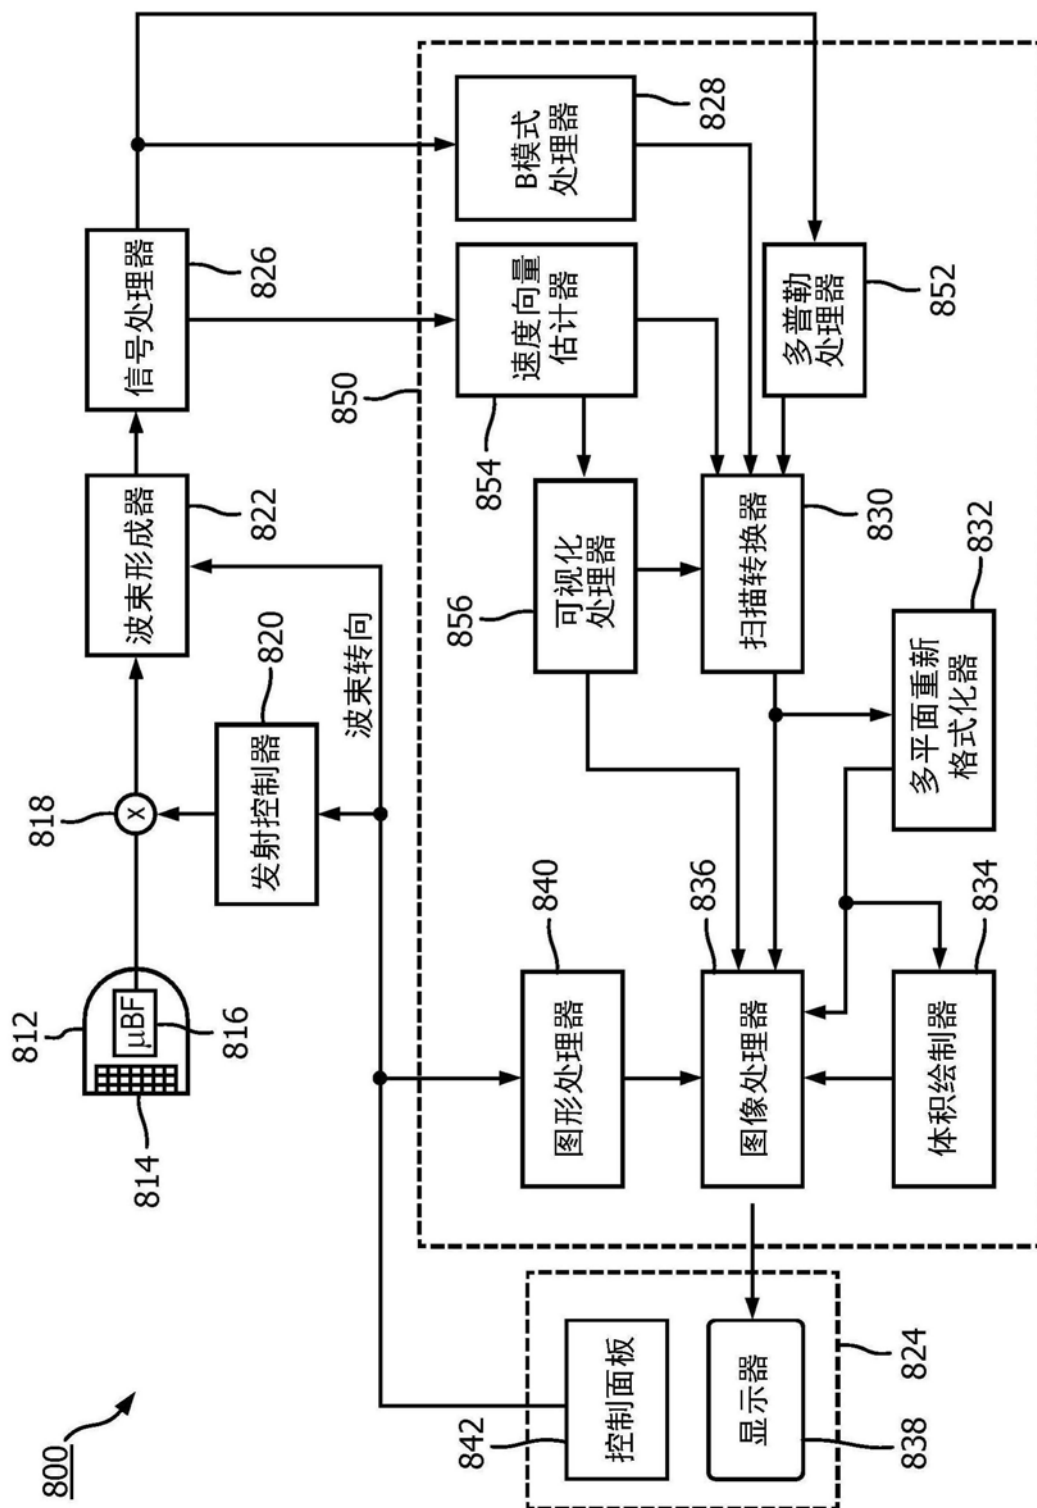 800
812
μBF
814
816
818
X
波束形成器
822
信号处理器
826
发射控制器
820
波束转向
850
842
控制面板
显示器
838
824
840
图形处理器
836
图像处理器
体积绘制器
834
多平面重新
格式化器
832
856
可视化
处理器
扫描转换器
830
854
速度向量
估计器
B模式
处理器
828
多普勒
处理器
852